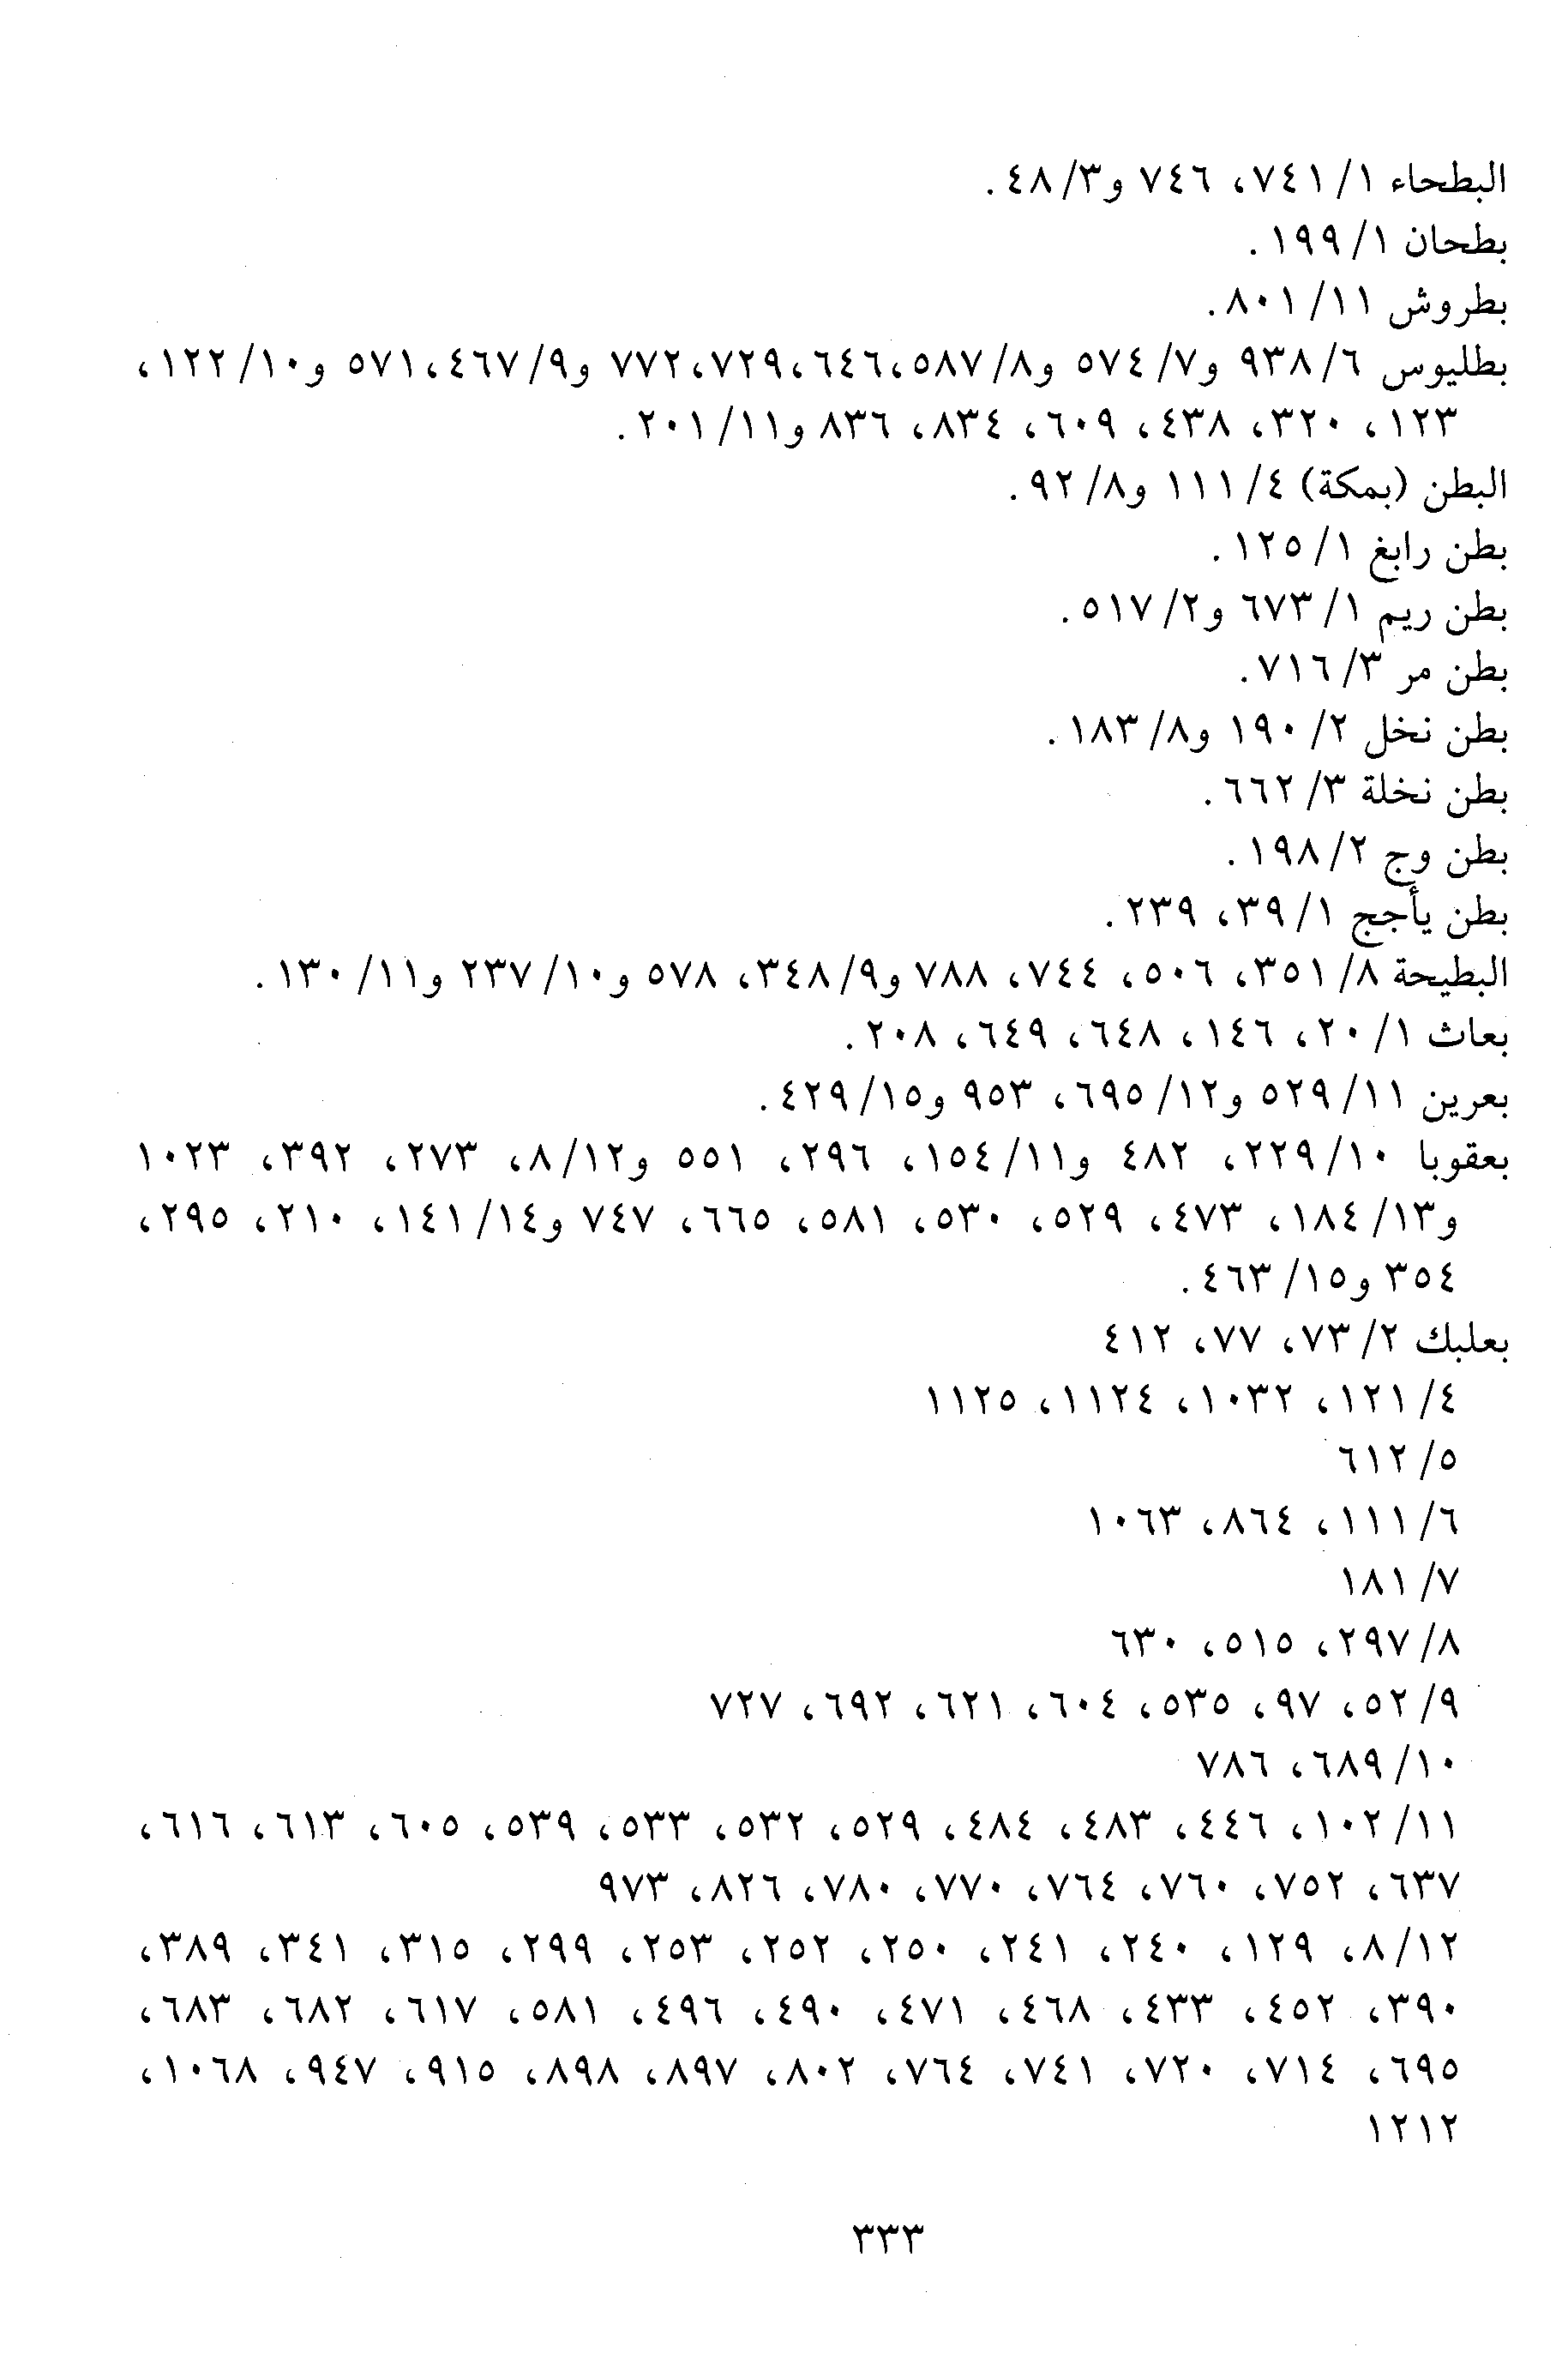 البطحاء ١/ ٧٤١، ٧٤٦ و٣/ ٤٨.
بطحان ١/ ١٩٩.
بطروش ١١/ ٨٠١.
بطليوس ٦/ ٩٣٨ و٧/ ٥٧٤ و٨/ ٥٨٧،٦٤٦،٧٢٩،٧٧٢ و٩/ ٤٦٧،٥٧١ و١٠/ ١٢٢،
١٢٣، ٣٢٠، ٤٣٨، ٦٠٩، ٨٣٤، ٨٣٦ و١١/ ٢٠١.
البطن (بمكة) ٤/ ١١١ و٨/ ٩٢.
بطن رابغ ١/ ١٢٥.
بطن ريم ١/ ٦٧٣ و٢/ ٥١٧.
بطن مر ٣/ ٧١٦.
بطن نخل ٢/ ١٩٠ و٨/ ١٨٣.
بطن نخلة ٣/ ٦٦٢.
بطن وج ٢/ ١٩٨.
بطن يأجج ١/ ٣٩، ٢٣٩.
البطيحة ٨/ ٣٥١، ٥٠٦، ٧٤٤، ٧٨٨ و٩/ ٣٤٨، ٥٧٨ و١٠/ ٢٣٧ و١١/ ١٣٠.
بعاث ١/ ٢٠، ١٤٦، ٦٤٨، ٦٤٩، ٢٠٨.
بعرين ١١/ ٥٢٩ و١٢/ ٦٩٥، ٩٥٣ و١٥/ ٤٢٩.
بعقوبا ١٠/ ٢٢٩، ٤٨٢ و١١/ ١٥٤، ٢٩٦، ٥٥١ و١٢/ ٨، ٢٧٣، ٣٩٢، ١٠٢٣
و١٣/ ١٨٤، ٤٧٣، ٥٢٩، ٥٣٠، ٥٨١، ٦٦٥، ٧٤٧ و١٤/ ١٤١، ٢١٠، ٢٩٥،
٣٥٤ و١٥/ ٤٦٣.
بعلبك ٢/ ٧٣، ٧٧، ٤١٢
٤/ ١٢١، ١٠٣٢، ١١٢٤، ١١٢٥
٥/ ٦١٢
٦/ ١١١، ٨٦٤، ١٠٦٣
٧/ ١٨١
٨/ ٢٩٧، ٥١٥، ٦٣٠
٩/ ٥٢، ٩٧، ٥٣٥، ٦٠٤، ٦٢١، ٦٩٢، ٧٢٧
١٠/ ٦٨٩، ٧٨٦
١١/ ١٠٢، ٤٤٦، ٤٨٣، ٤٨٤، ٥٢٩، ٥٣٢، ٥٣٣، ٥٣٩، ٦٠٥، ٦١٣، ٦١٦،
٦٣٧، ٧٥٢، ٧٦٠، ٧٦٤، ٧٧٠، ٧٨٠، ٨٢٦، ٩٧٣
١٢/ ٨، ١٢٩، ٢٤٠، ٢٤١، ٢٥٠، ٢٥٢، ٢٥٣، ٢٩٩، ٣١٥، ٣٤١، ٣٨٩،
٣٩٠، ٤٥٢، ٤٣٣، ٤٦٨، ٤٧١، ٤٩٠، ٤٩٦، ٥٨١، ٦١٧، ٦٨٢، ٦٨٣،
٦٩٥، ٧١٤، ٧٢٠، ٧٤١، ٧٦٤، ٨٠٢، ٨٩٧، ٨٩٨، ٩١٥، ٩٤٧، ١٠٦٨،
١٢١٢
٣٣٣